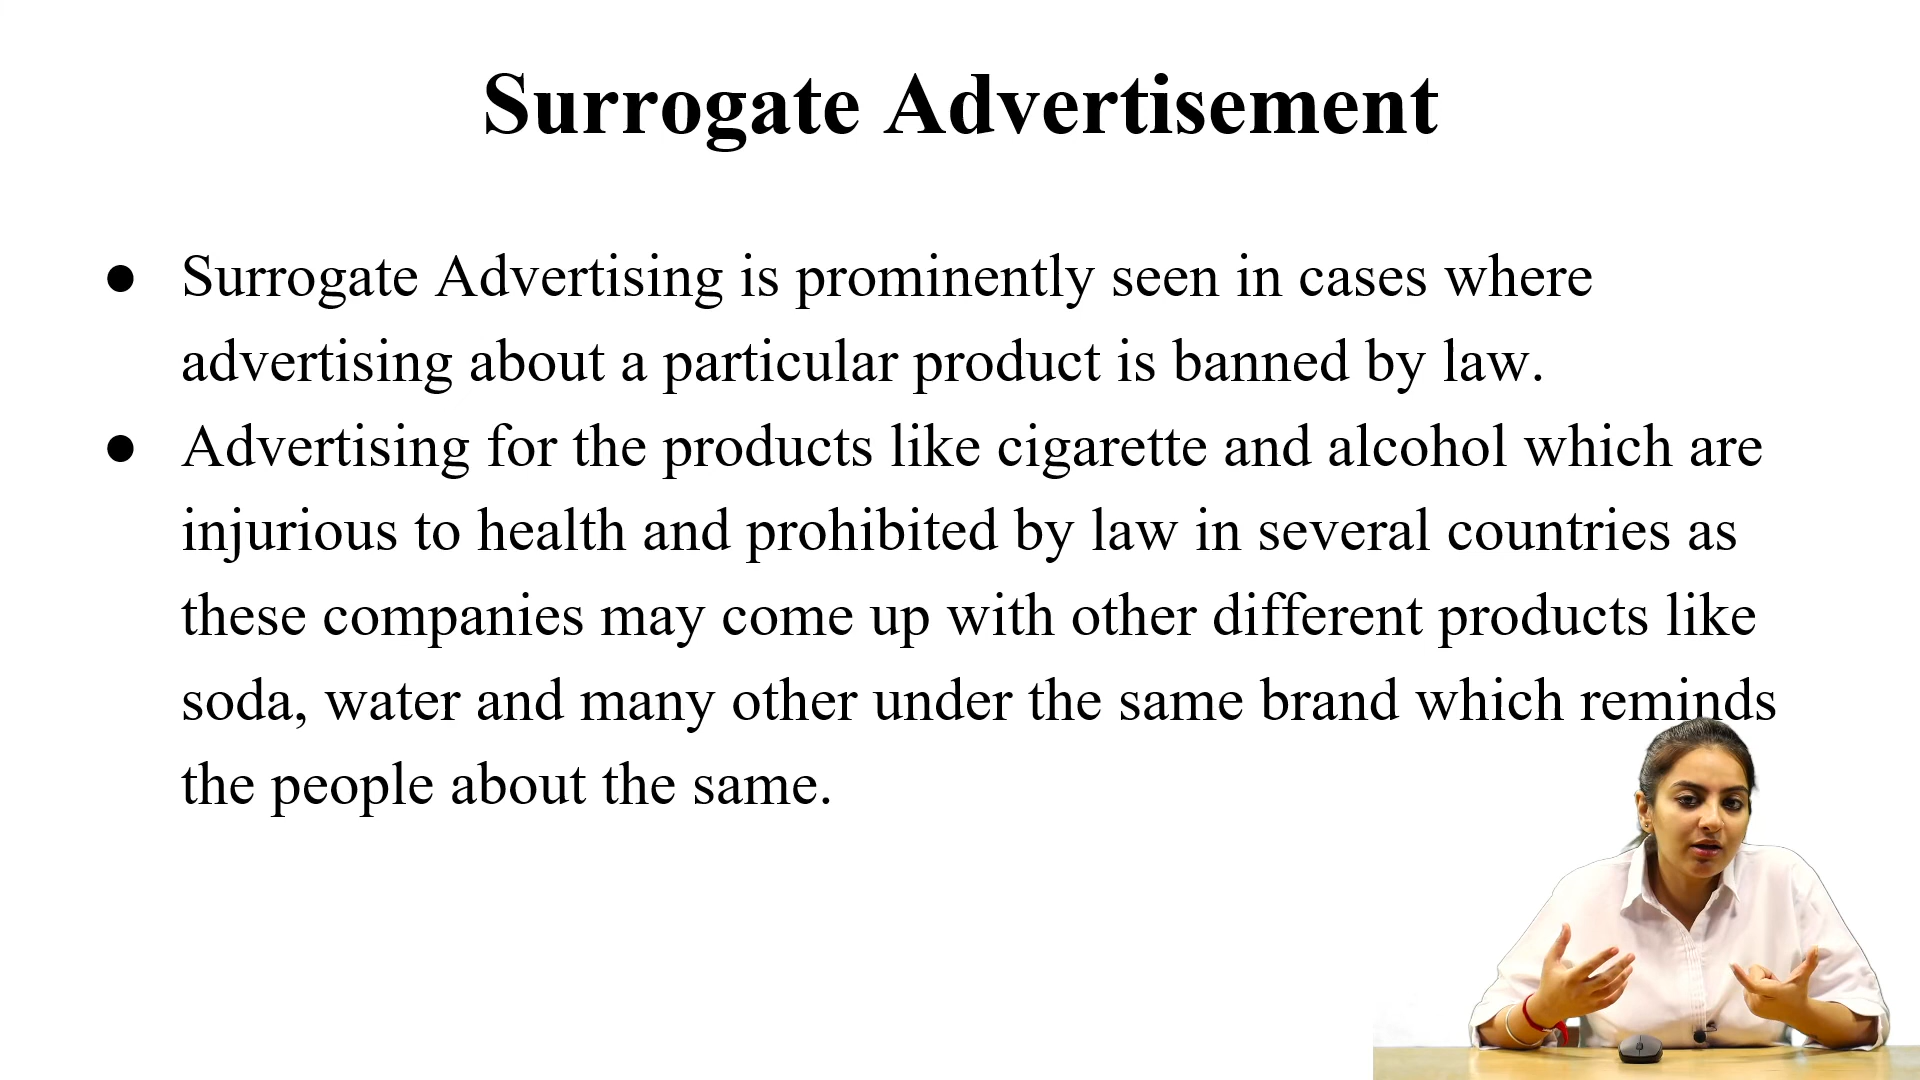 Surrogate Advertisement
● Surrogate Advertising is prominently seen in cases where
advertising about a particular product is banned by law.
● Advertising for the products like cigarette and alcohol which are
injurious to health and prohibited by law in several countries as
these companies may come up with other different products like
soda, water and many other under the same brand which reminds
the people about the same.